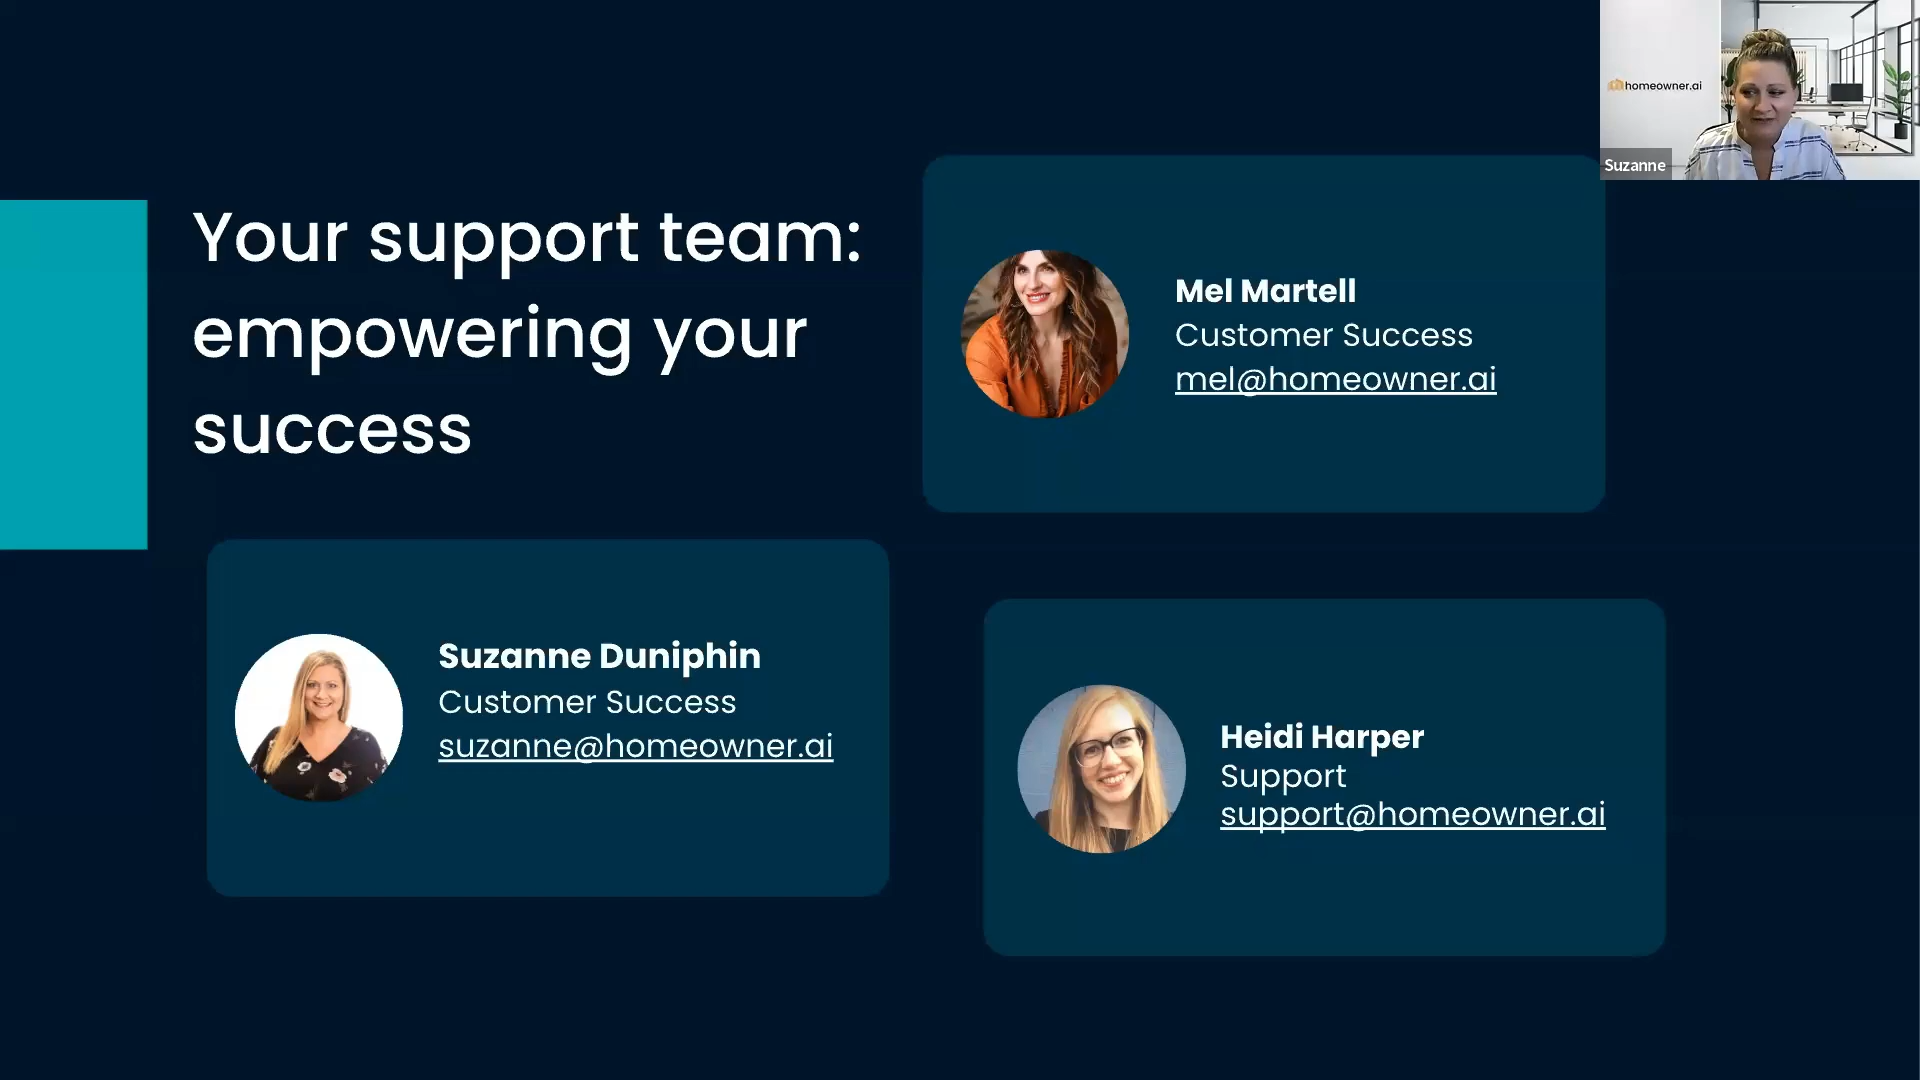 homeowner.ai
Suzanne
Your support team:
empowering your
success
Mel Martell
Customer Success
mel@homeowner.ai
Suzanne Duniphin
Customer Success
suzanne@homeowner.ai
Heidi Harper
Support
support@homeowner.ai